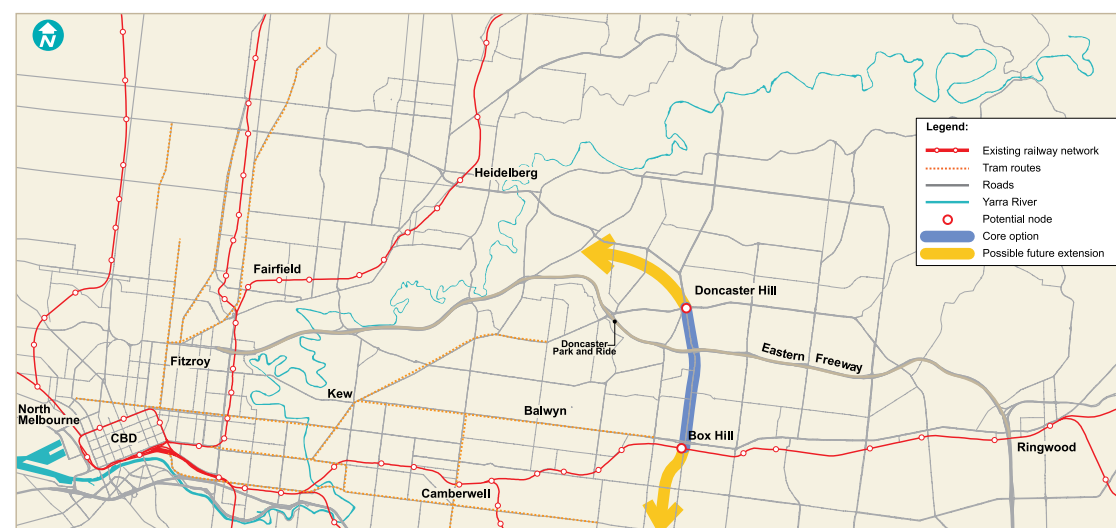 N
Legend:
Existing railway network
Tram routes
Roads
Yarra River
Potential node
Core option
Possible future extension
Heidelberg
Fairfield
Doncaster Hill
Doncaster
Park and Ride
Eastern Freeway
Fitzroy
Kew
Balwyn
North
Melbourne
CBD
Box Hill
Ringwood
Camberwell